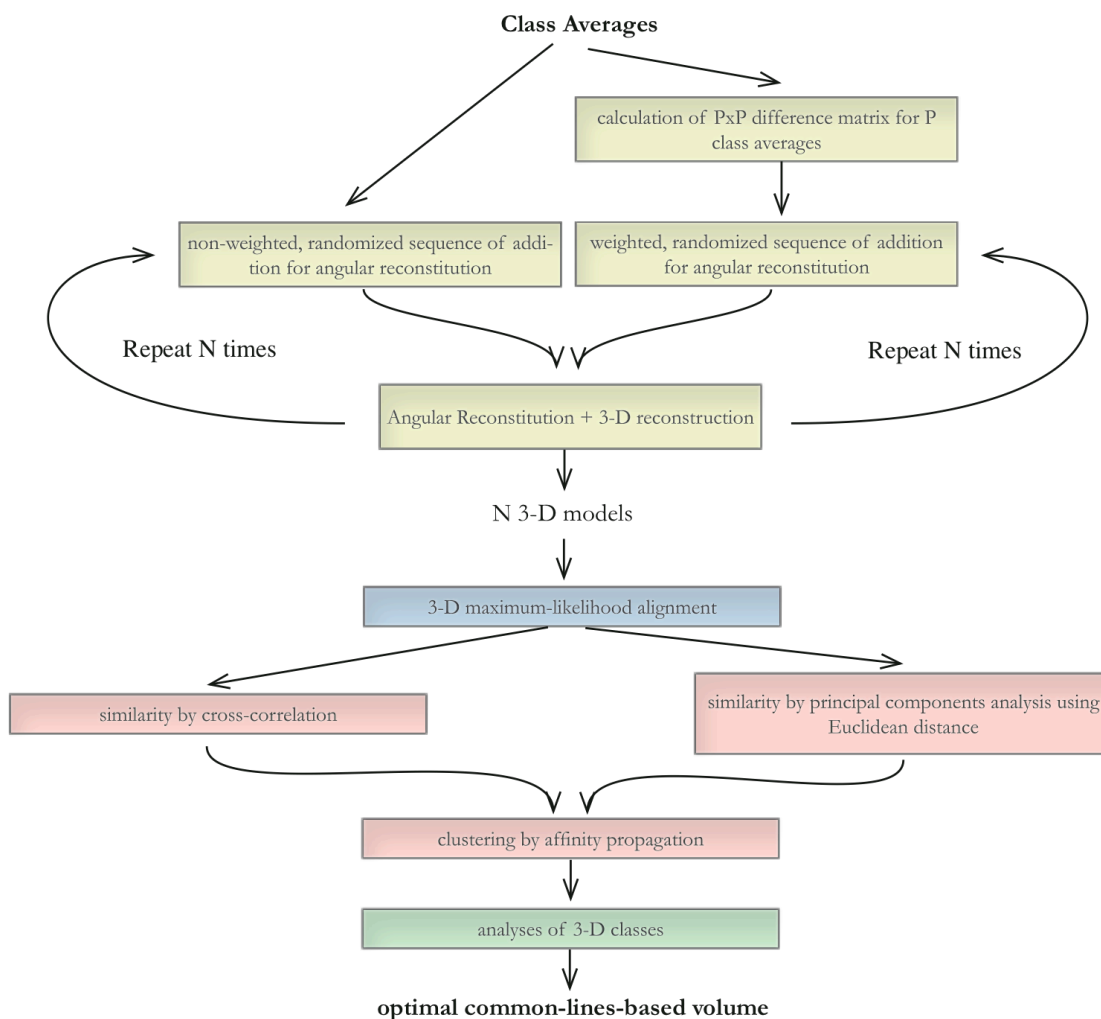 Class Averages
calculation of PxP difference matrix for P
class averages
non-weighted, randomized sequence of addi-
tion for angular reconstitution
weighted, randomized sequence of addition
for angular reconstitution
Repeat N times
Repeat N times
Angular Reconstitution + 3-D reconstruction
N 3-D models
3-D maximum-likelihood alignment
similarity by cross-correlation
similarity by principal components analysis using
Euclidean distance
clustering by affinity propagation
analyses of 3-D classes
optimal common-lines-based volume